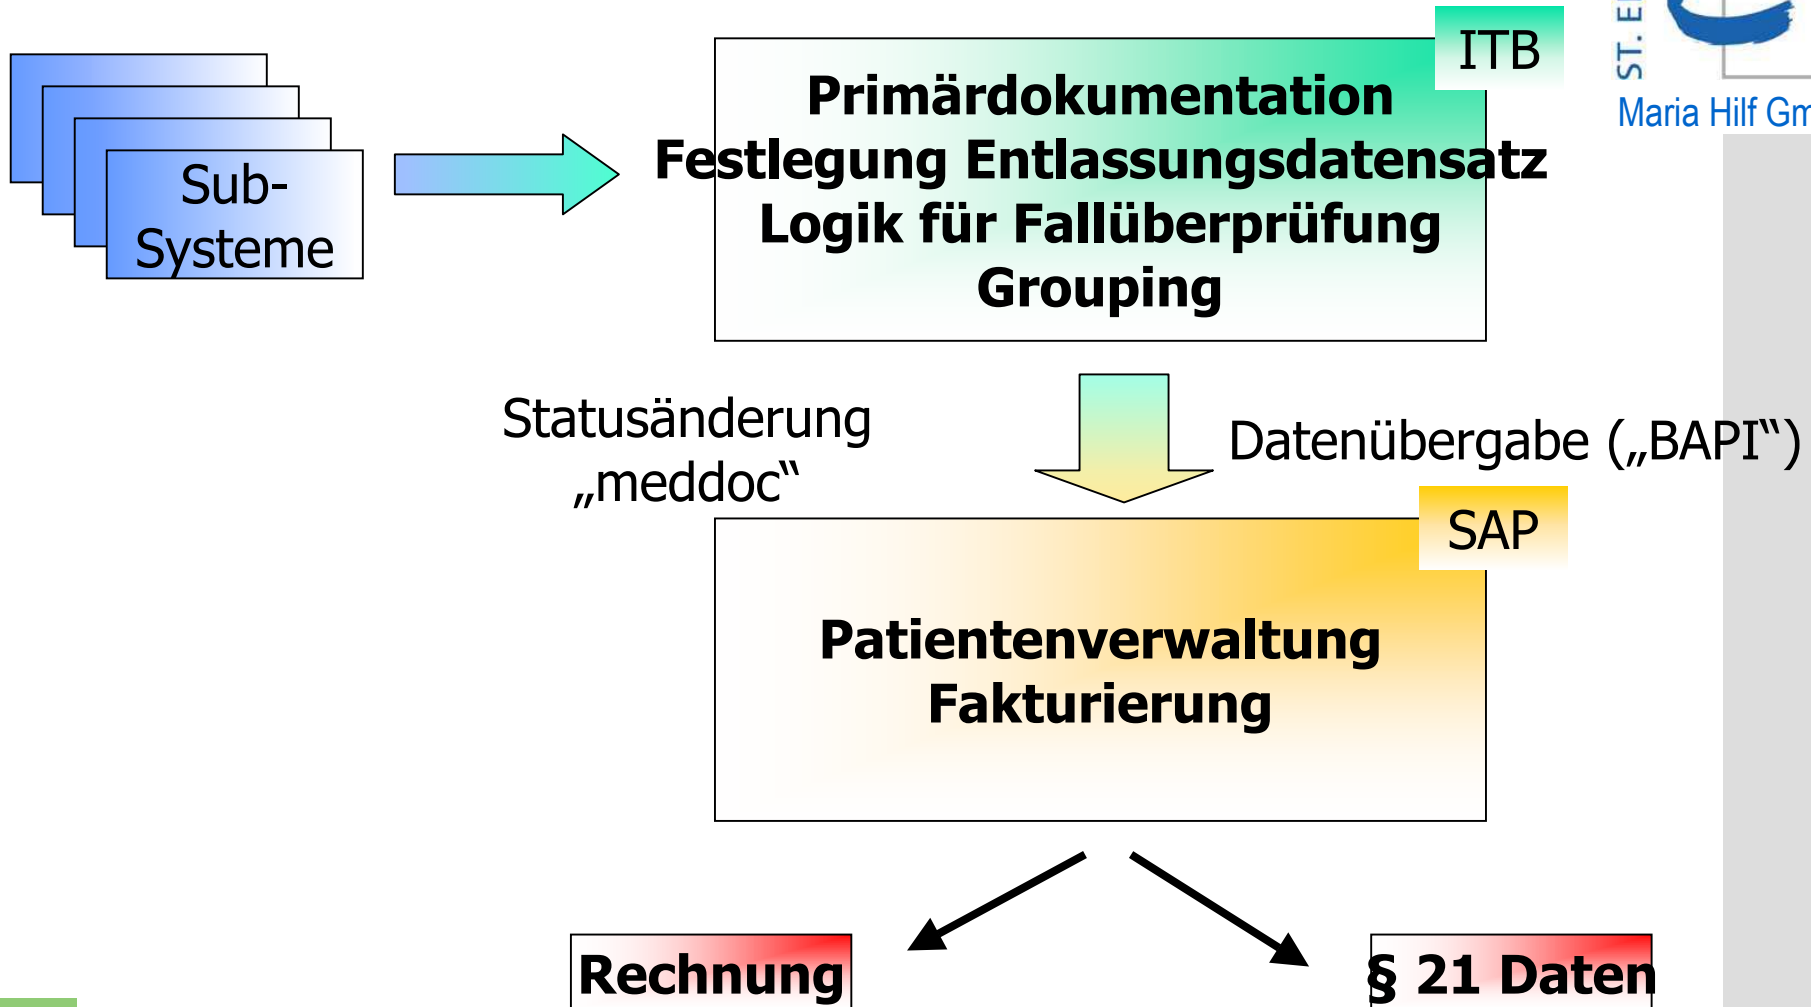 ITB
Primärdokumentation
Festlegung Entlassungsdatensatz
Logik für Fallüberprüfung
Grouping
Sub-
Systeme
ST.
Maria Hilf
Statusänderung
„meddoc“
Datenübergabe („BAPI“)
SAP
Patientenverwaltung
Fakturierung
Rechnung
§ 21 Daten